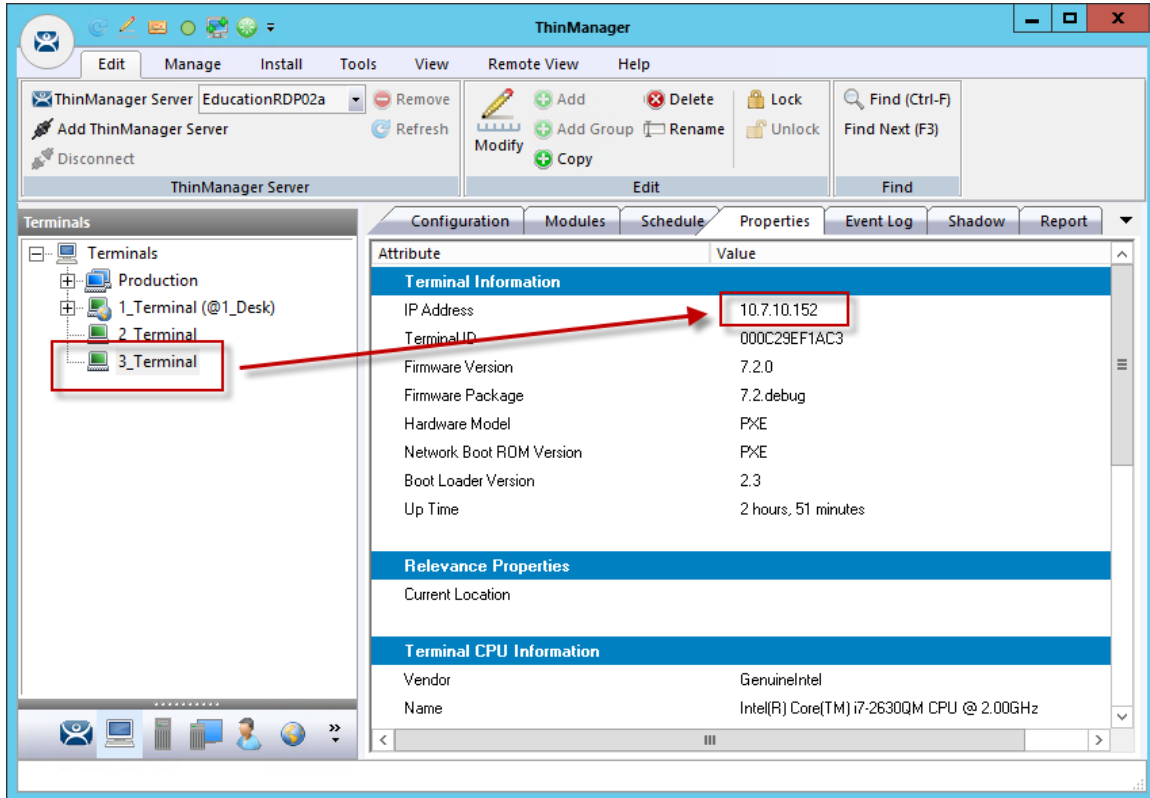 ThinManager
Edit Manage Install Tools View Remote View Help
ThinManager Server EducationRDP02a Remove Add Delete Lock Find (Ctrl-F)
Add ThinManager Server Refresh Modify Add Group Rename Unlock Find Next (F3)
Disconnect Copy
ThinManager Server Edit Find
Terminals
Terminals
Production
1_Terminal (@1_Desk)
2_Terminal
3_Terminal
Configuration Modules Schedule Properties Event Log Shadow Report
Attribute Value
Terminal Information
IP Address 10.7.10.152
Terminal ID 000C29EF1AC3
Firmware Version 7.2.0
Firmware Package 7.2.debug
Hardware Model PXE
Network Boot ROM Version PXE
Boot Loader Version 2.3
Up Time 2 hours, 51 minutes
Relevance Properties
Current Location
Terminal CPU Information
Vendor GenuineIntel
Name Intel(R) Core(TM) i7-2630QM CPU @ 2.00GHz